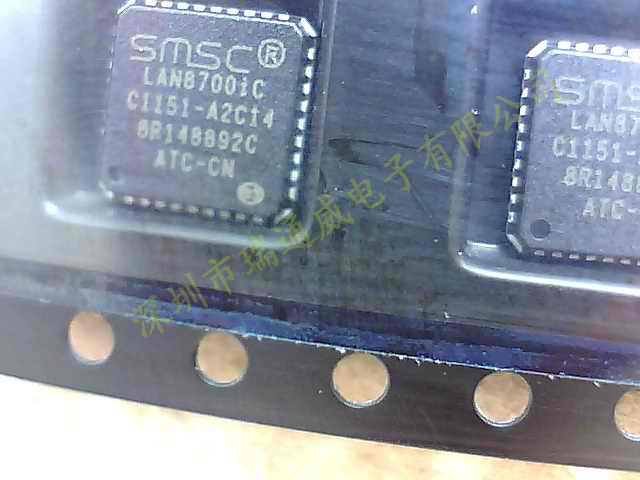 SMSC®
LAN8700iC
C1151-A2C14
8R148892C
ATC-CN
e3
SMSC
LAN87
C1151-
8R148
ATC-
深圳市瑞通威电子有限公司